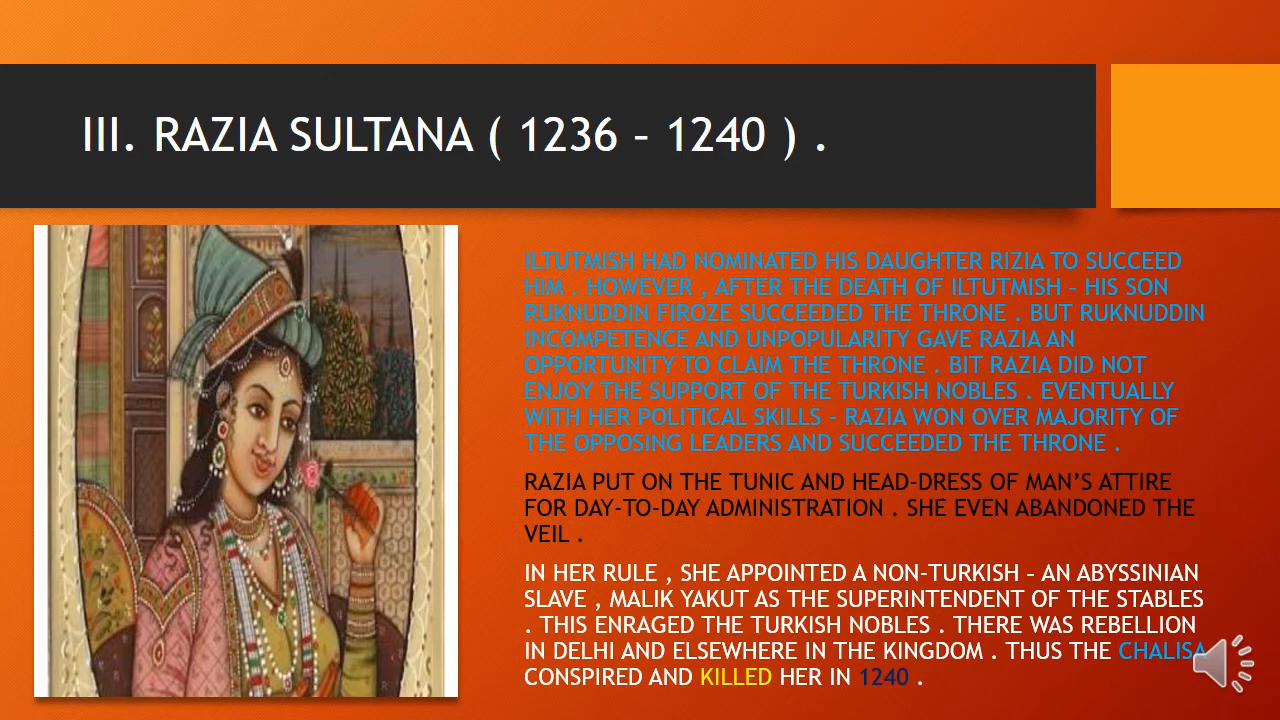 III. RAZIA SULTANA ( 1236 – 1240 ) .
ILTUTMISH HAD NOMINATED HIS DAUGHTER RIZIA TO SUCCEED
HIM . HOWEVER , AFTER THE DEATH OF ILTUTMISH – HIS SON
RUKNUDDIN FIROZE SUCCEEDED THE THRONE . BUT RUKNUDDIN
INCOMPETENCE AND UNPOPULARITY GAVE RAZIA AN
OPPORTUNITY TO CLAIM THE THRONE . BIT RAZIA DID NOT
ENJOY THE SUPPORT OF THE TURKISH NOBLES . EVENTUALLY
WITH HER POLITICAL SKILLS – RAZIA WON OVER MAJORITY OF
THE OPPOSING LEADERS AND SUCCEEDED THE THRONE .
RAZIA PUT ON THE TUNIC AND HEAD-DRESS OF MAN’S ATTIRE
FOR DAY-TO-DAY ADMINISTRATION . SHE EVEN ABANDONED THE
VEIL .
IN HER RULE , SHE APPOINTED A NON-TURKISH – AN ABYSSINIAN
SLAVE , MALIK YAKUT AS THE SUPERINTENDENT OF THE STABLES
. THIS ENRAGED THE TURKISH NOBLES . THERE WAS REBELLION
IN DELHI AND ELSEWHERE IN THE KINGDOM . THUS THE CHALISA
CONSPIRED AND KILLED HER IN 1240 .